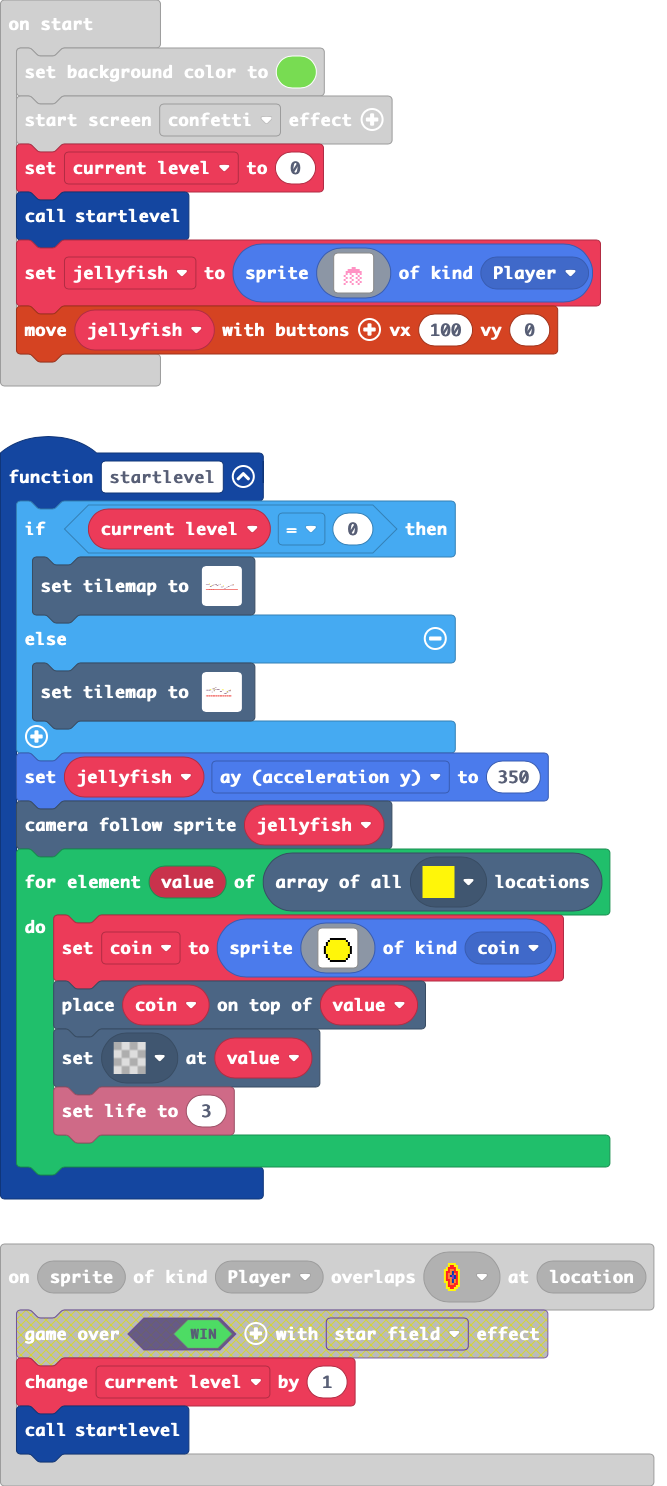 on start
set background color to
start screen confetti effect
set current level to 0
call startlevel
set jellyfish to sprite of kind Player
move jellyfish with buttons vx 100 vy 0
function startlevel
if current level = 0 then
set tilemap to
else
set tilemap to
set jellyfish ay (acceleration y) to 350
camera follow sprite jellyfish
for element value of array of all locations
do
set coin to sprite of kind coin
place coin on top of value
set at value
set life to 3
on sprite of kind Player overlaps at location
game over WIN with star field effect
change current level by 1
call startlevel